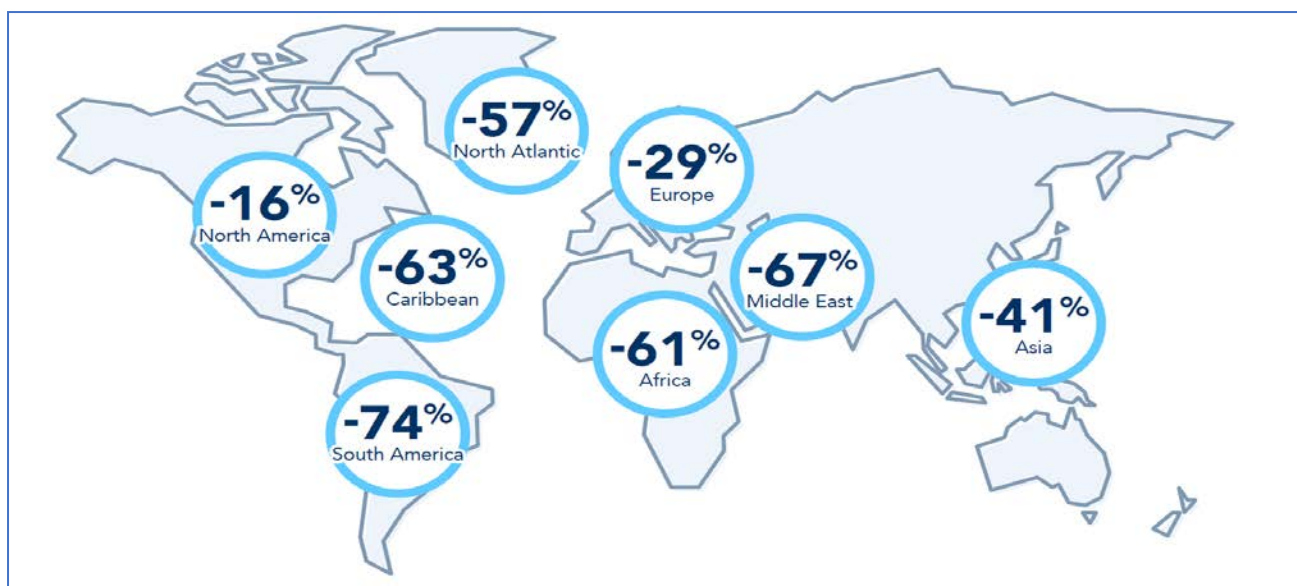 -57%
North Atlantic
-29%
Europe
-16%
North America
-63%
Caribbean
-67%
Middle East
-41%
Asia
-61%
Africa
-74%
South America